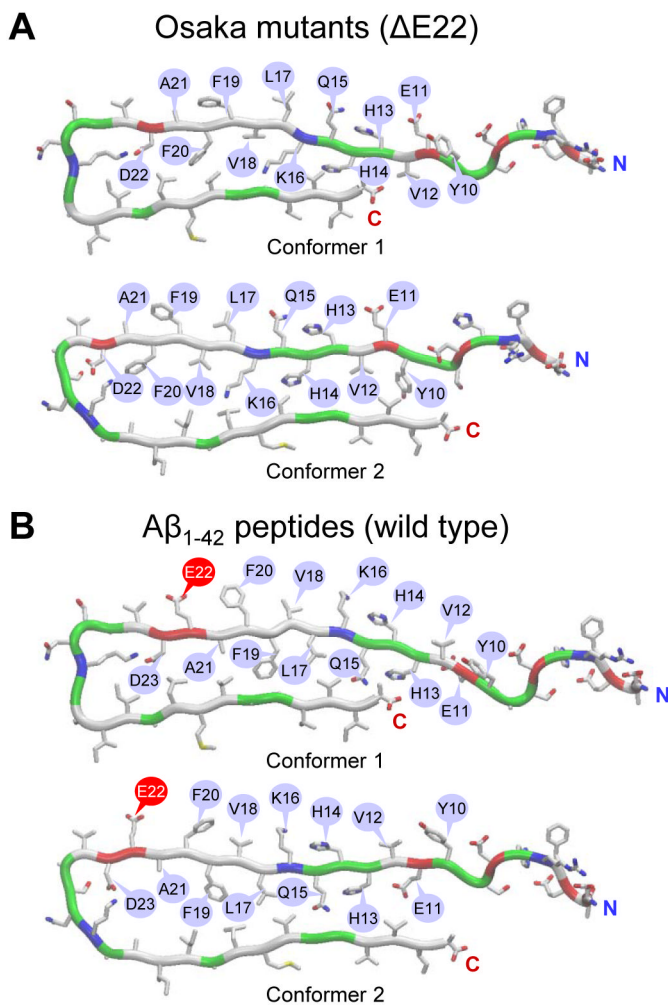 A
Osaka mutants (ΔE22)
A21
F19
L17
Q15
H13
E11
D22
F20
V18
K16
H14
V12
Y10
N
C
Conformer 1
A21
F19
L17
Q15
H13
E11
D22
F20
V18
K16
H14
V12
Y10
N
C
Conformer 2
B
Aβ1-42 peptides (wild type)
E22
F20
V18
K16
H14
V12
Y10
D23
A21
F19
L17
Q15
H13
E11
N
C
Conformer 1
E22
F20
V18
K16
H14
V12
Y10
D23
A21
F19
L17
Q15
H13
E11
N
C
Conformer 2